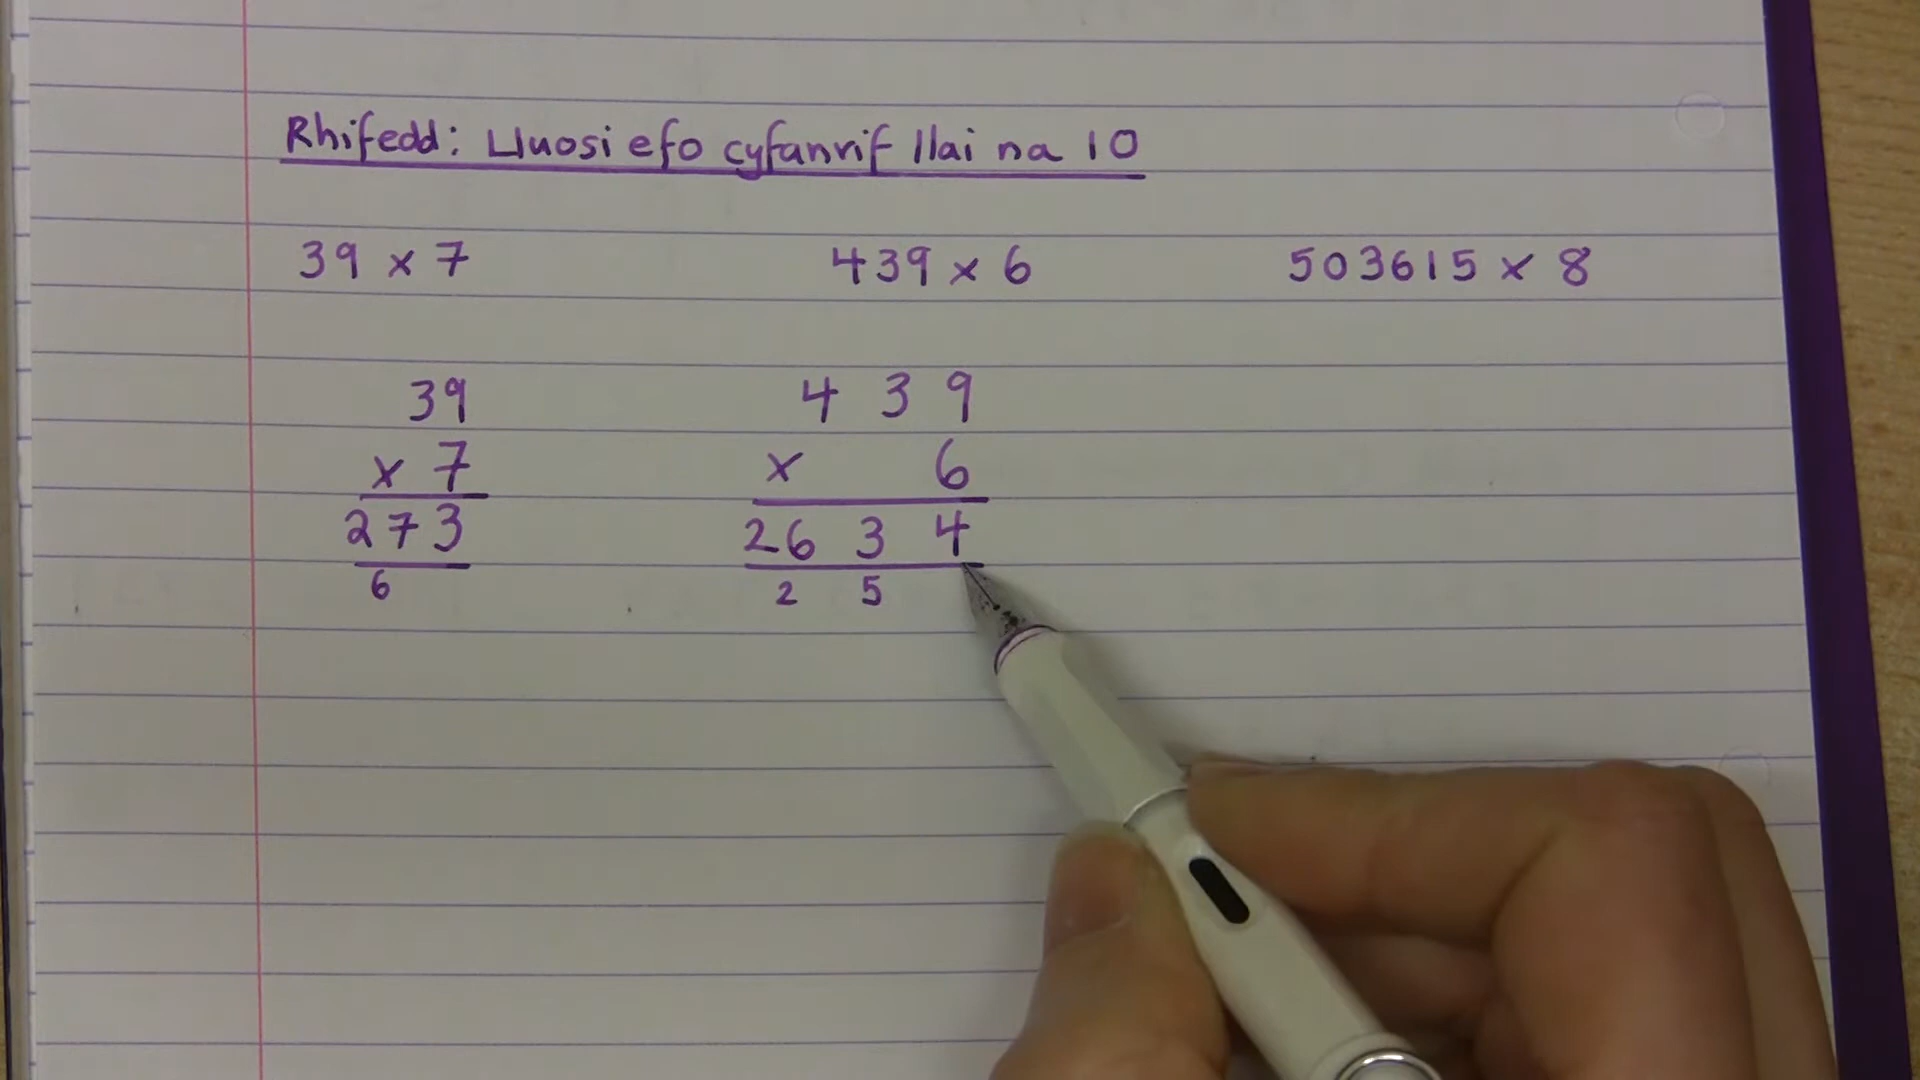 Rhifedd: Lluosi efo cyfanrif llai na 10
39 x 7 439 x 6 503615 x 8
39 4 3 9
x 7 x 6
273 26 3 4
6 2 5